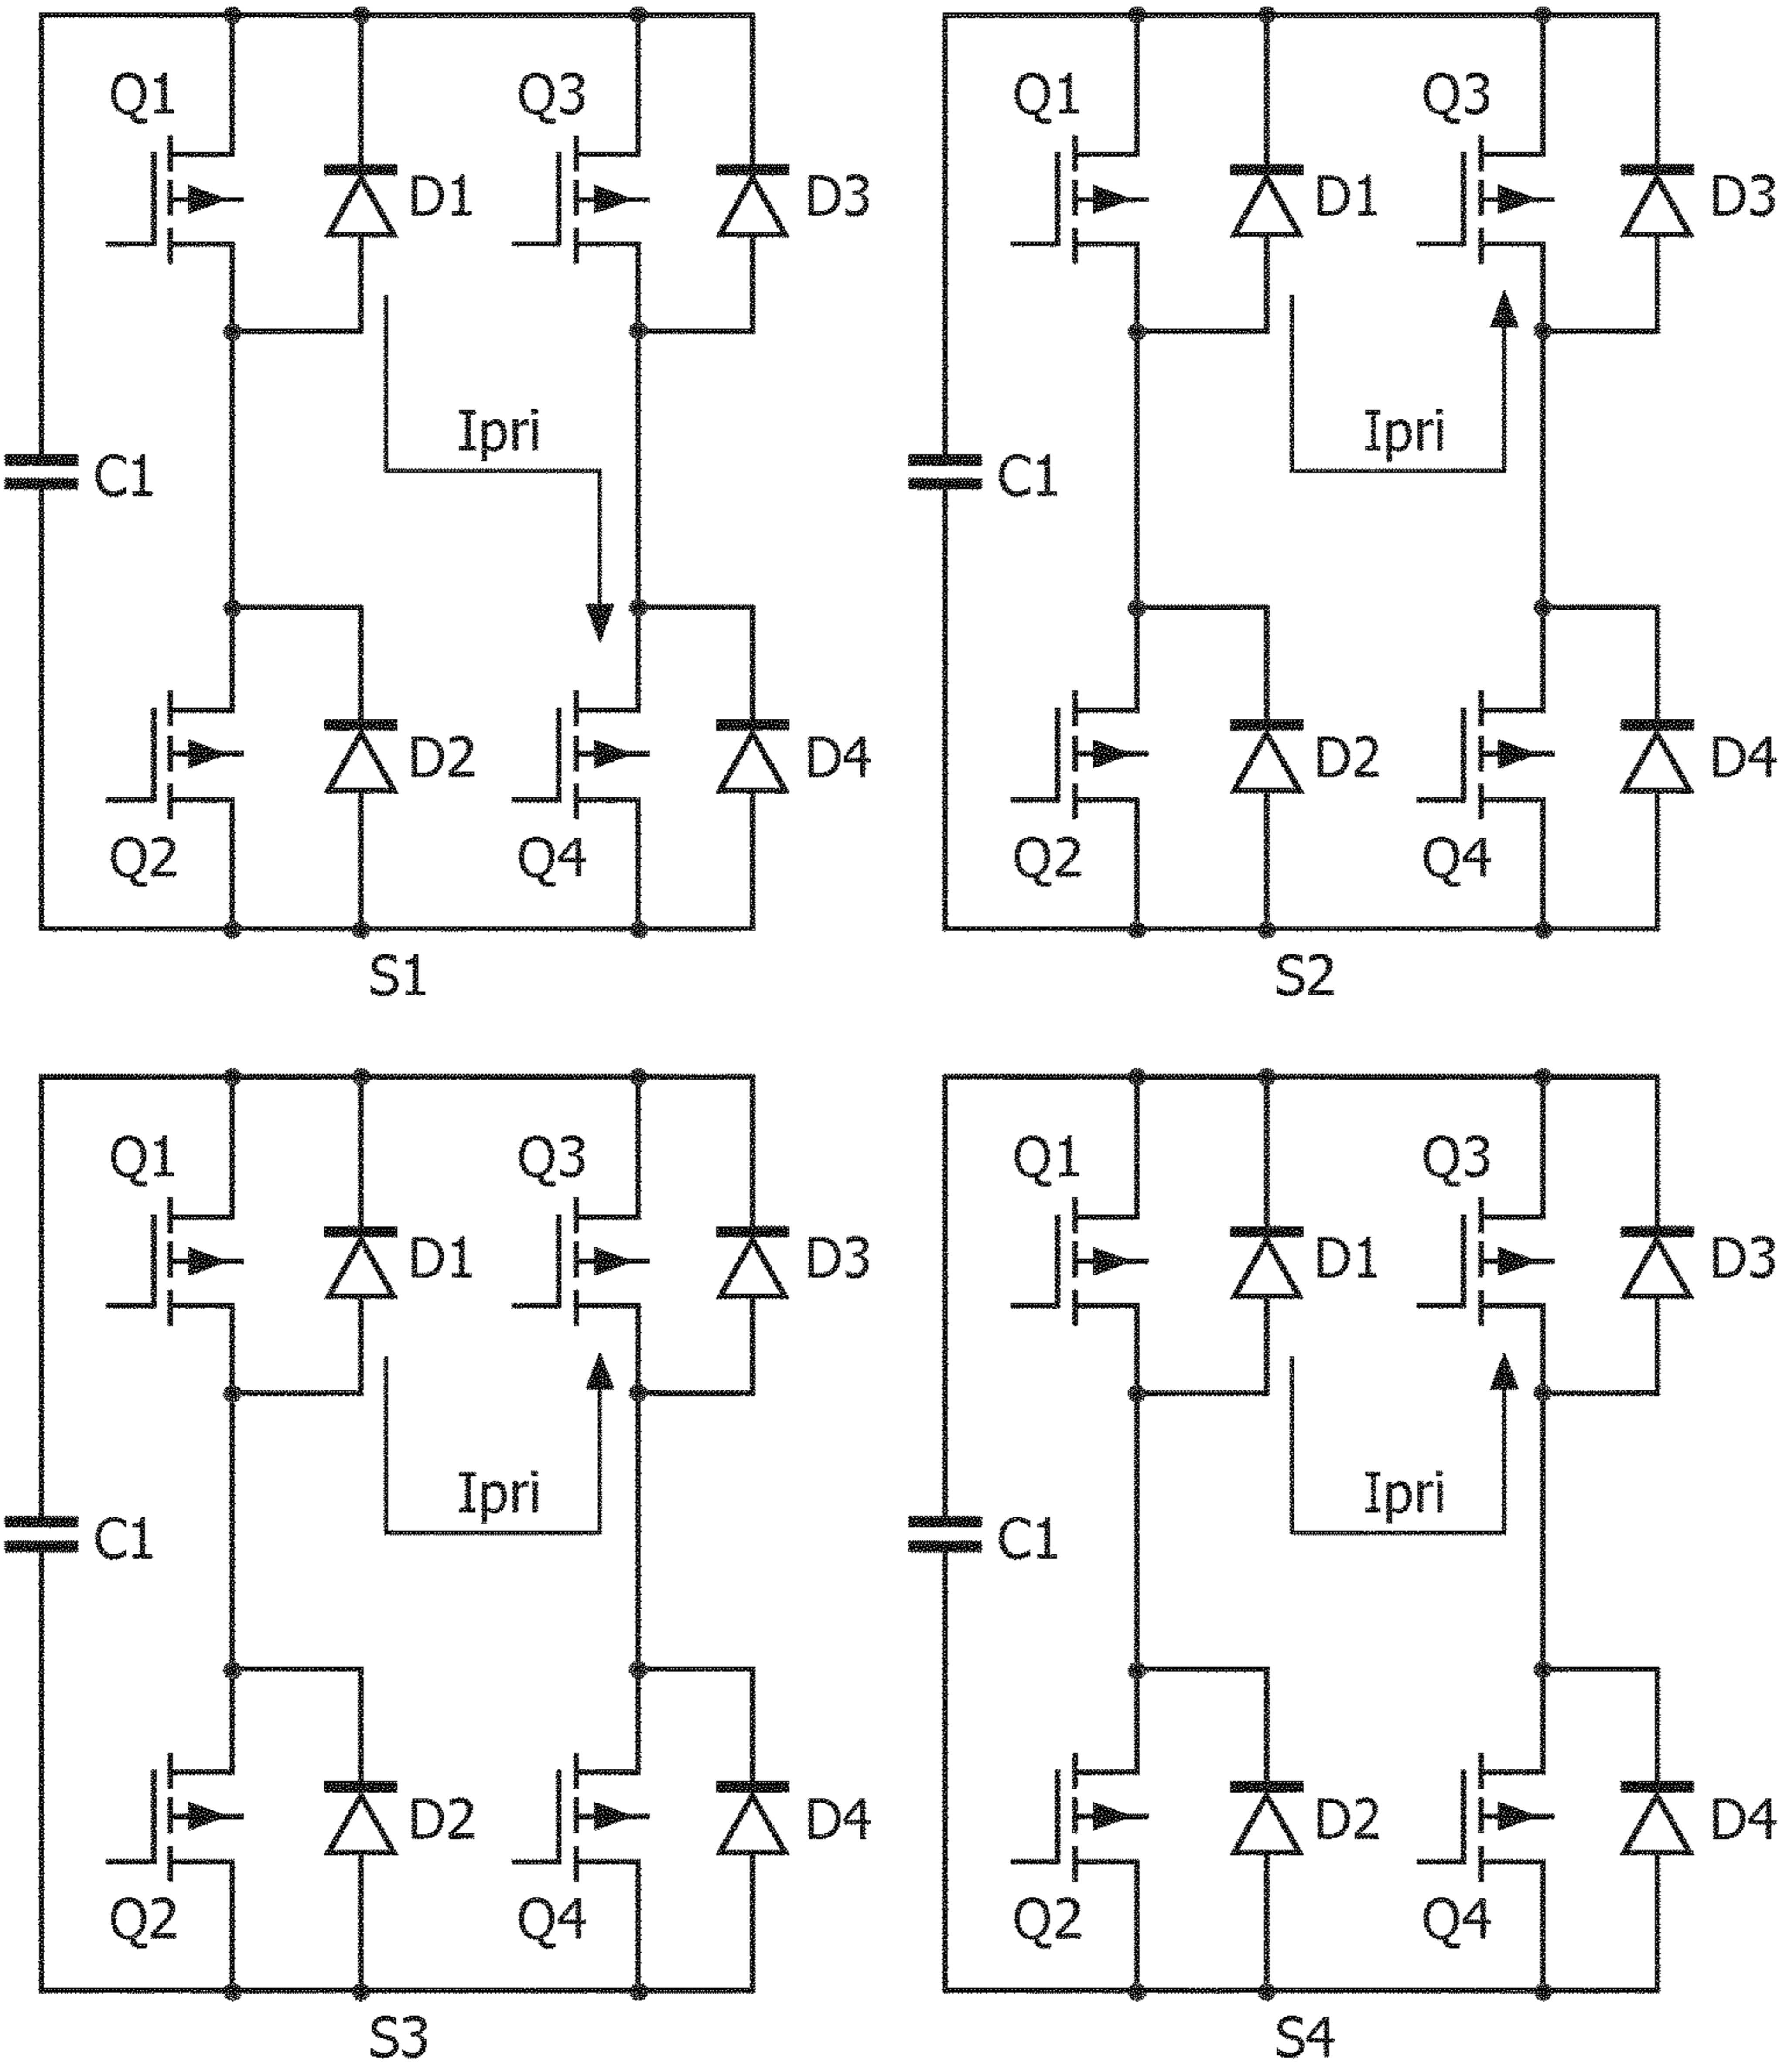 Q1 Q3 Q1 Q3
D1 D3 D1 D3
Ipri Ipri
C1 C1
D2 D4 D2 D4
Q2 Q4 Q2 Q4
S1 S2
Q1 Q3 Q1 Q3
D1 D3 D1 D3
Ipri Ipri
C1 C1
D2 D4 D2 D4
Q2 Q4 Q2 Q4
S3 S4